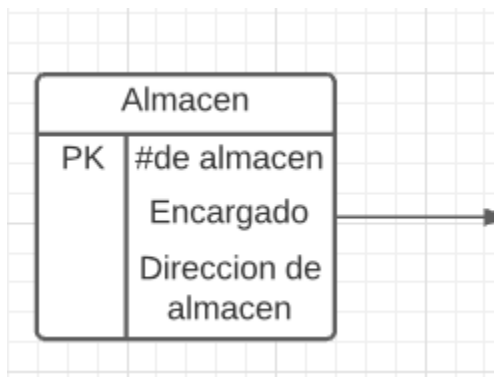 Almacen
PK #de almacen
Encargado
Direccion de
almacen